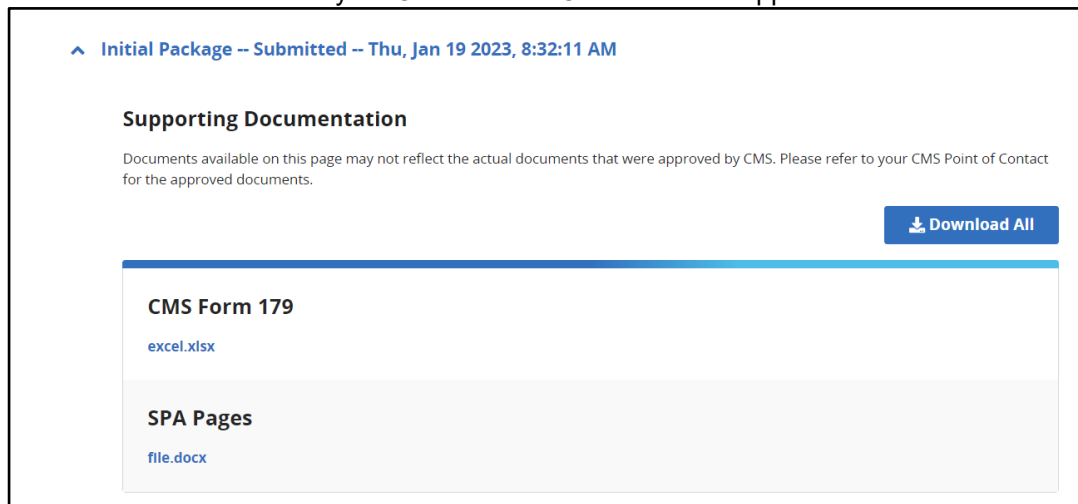 Initial Package -- Submitted -- Thu, Jan 19 2023, 8:32:11 AM
Supporting Documentation
Documents available on this page may not reflect the actual documents that were approved by CMS. Please refer to your CMS Point of Contact
for the approved documents.
Download All
CMS Form 179
excel.xlsx
SPA Pages
file.docx